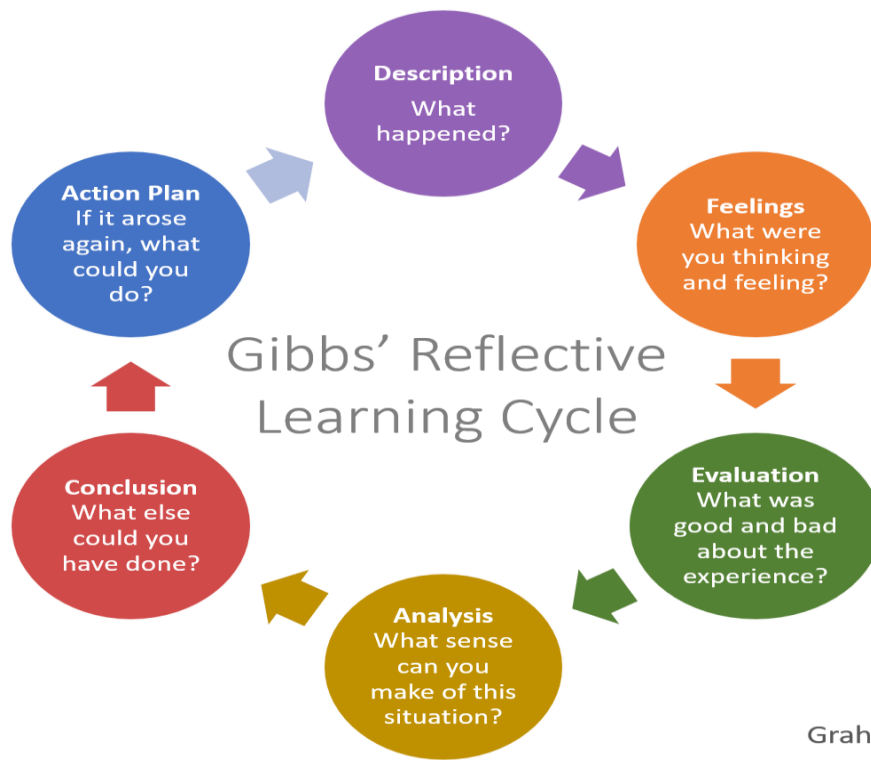 Description
What
happened?
Feelings
What were
you thinking
and feeling?
Evaluation
What was
good and bad
about the
experience?
Analysis
What sense
can you
make of this
situation?
Conclusion
What else
could you
have done?
Action Plan
If it arose
again, what
could you
do?
Gibbs’ Reflective
Learning Cycle
Grah